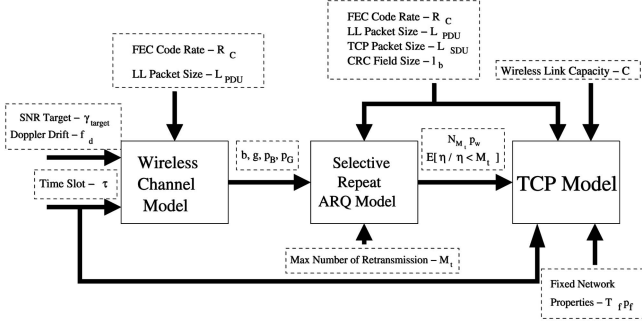 FEC Code Rate – R C
LL Packet Size – L PDU
FEC Code Rate – R C
LL Packet Size – L PDU
TCP Packet Size – L SDU
CRC Field Size – l b
Wireless Link Capacity – C
SNR Target – γ target
Doppler Drift – f d
Time Slot – τ
Wireless
Channel
Model
b, g, p B, p G
Selective
Repeat
ARQ Model
N M t p w
E[ η / η < M t ]
TCP Model
Max Number of Retransmission – M t
Fixed Network
Properties – T f p f